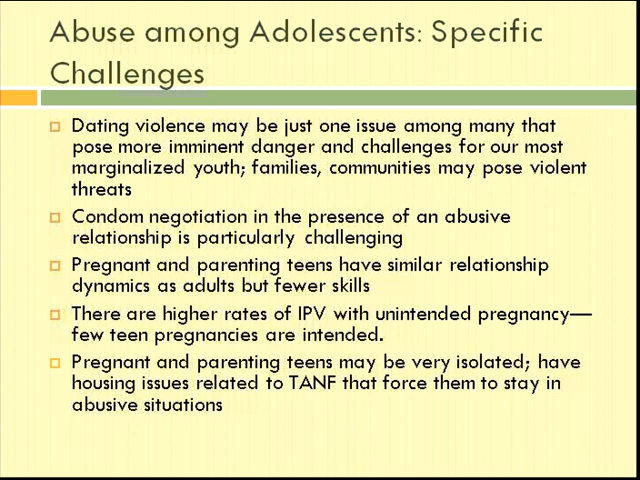 Abuse among Adolescents: Specific
Challenges
Dating violence may be just one issue among many that
pose more imminent danger and challenges for our most
marginalized youth; families, communities may pose violent
threats
Condom negotiation in the presence of an abusive
relationship is particularly challenging
Pregnant and parenting teens have similar relationship
dynamics as adults but fewer skills
There are higher rates of IPV with unintended pregnancy—
few teen pregnancies are intended.
Pregnant and parenting teens may be very isolated; have
housing issues related to TANF that force them to stay in
abusive situations